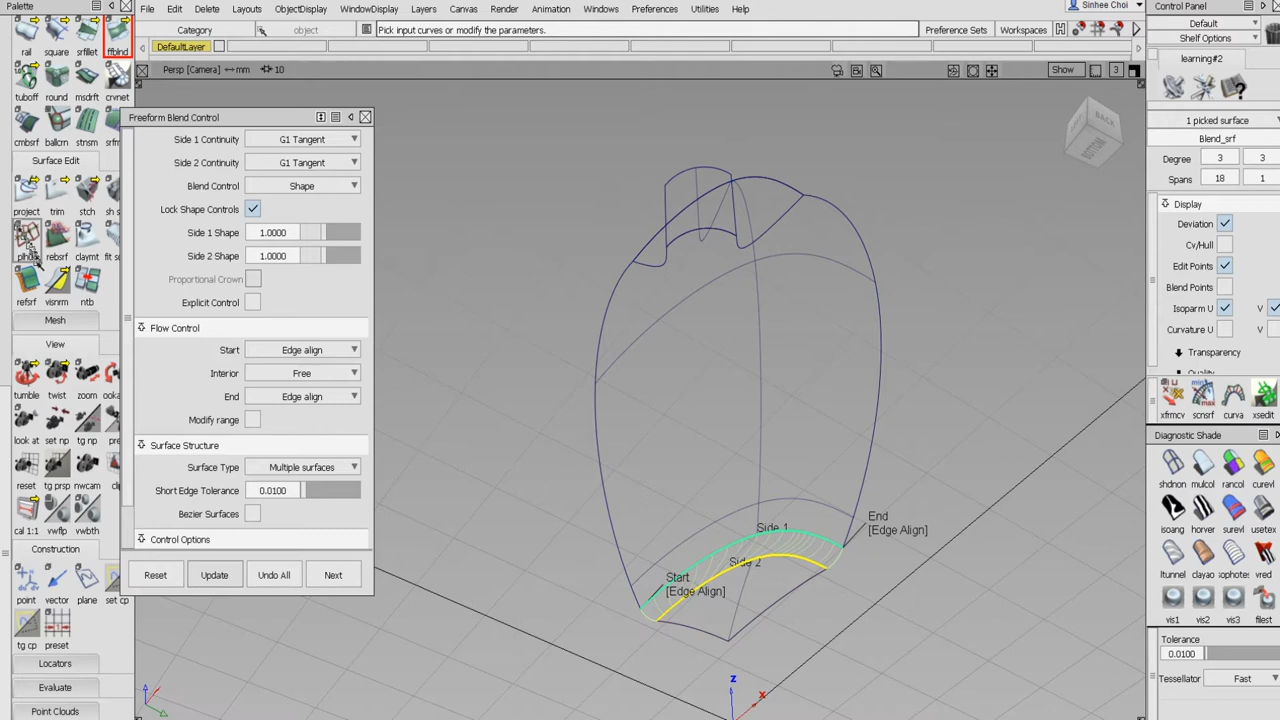 Palette
File
Edit
Delete
Layouts
ObjectDisplay
WindowDisplay
Layers
Canvas
Render
Animation
Windows
Preferences
Utilities
Help
Sinhee Choi
Control Panel
Category
object
Pick input curves or modify the parameters.
Preference Sets
Workspaces
Default
Shelf Options
DefaultLayer
rail
square
srfillet
ffblnd
Persp [Camera]
mm
10
Show
3
learning#2
tuboff
round
msdrft
crvnet
BACK
BOTTOM
1 picked surface
Blend_srf
Degree 3 3
Spans 18 1
cmbsrf
ballcrn
stnsm
Surface Edit
project
trim
stch
rebsrf
claymt
refsrf
visnrm
ntb
Mesh
View
tumble
twist
zoom
look at
set np
tg np
reset
tg prsp
nwcam
cal 1:1
vwflp
vwbth
Construction
point
vector
plane
set cp
tg cp
preset
Locators
Evaluate
Point Clouds
Freeform Blend Control
Side 1 Continuity G1 Tangent
Side 2 Continuity G1 Tangent
Blend Control Shape
Lock Shape Controls
Side 1 Shape 1.0000
Side 2 Shape 1.0000
Proportional Crown
Explicit Control
Flow Control
Start Edge align
Interior Free
End Edge align
Modify range
Surface Structure
Surface Type Multiple surfaces
Short Edge Tolerance 0.0100
Bezier Surfaces
Control Options
Reset
Update
Undo All
Next
End
[Edge Align]
Side 1
Side 2
Start
[Edge Align]
z
x
Display
Deviation
Cv/Hull
Edit Points
Blend Points
Isoparm U V
Curvature U V
Transparency
xfrmcv
scnsrf
curva
xsedit
Diagnostic Shade
shdnon
mulcol
rancol
curevl
isoang
horver
surevl
usetex
ltunnel
clayao
vred
vis1
vis2
vis3
filest
Tolerance
0.0100
Tessellator Fast